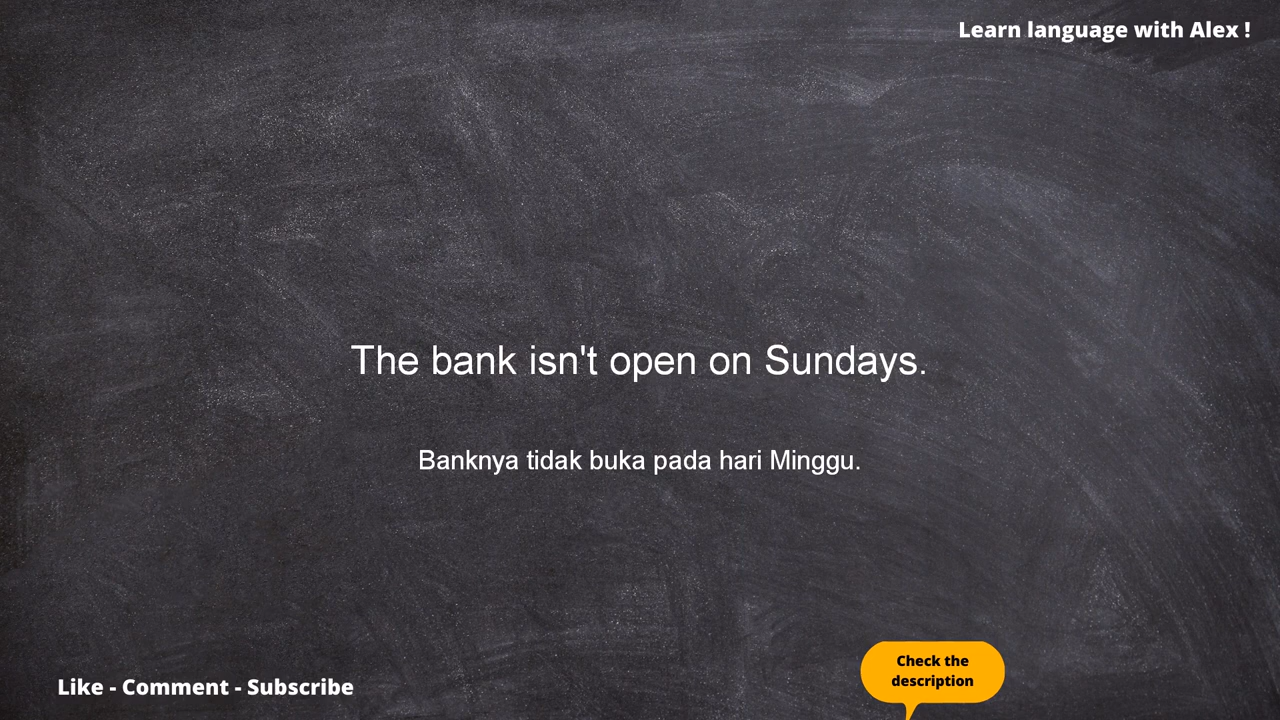 Learn language with Alex !
The bank isn't open on Sundays.
Banknya tidak buka pada hari Minggu.
Check the
description
Like - Comment - Subscribe